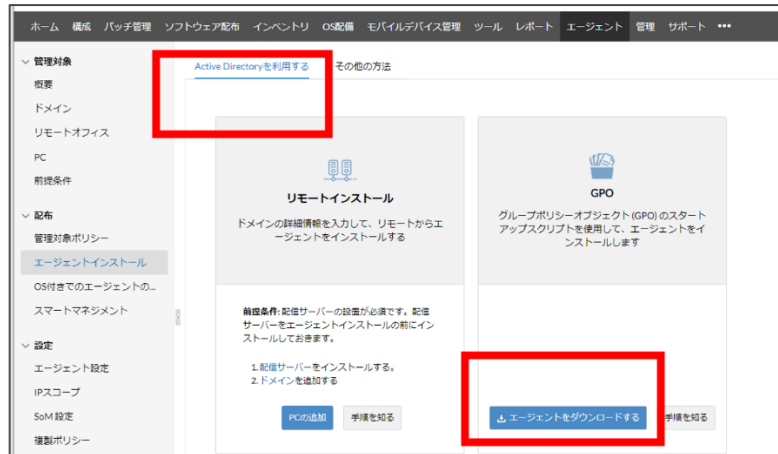 ホーム 構成 パッチ管理 ソフトウェア配布 インベントリ OS配備 モバイルデバイス管理 ツール レポート エージェント 管理 サポート •••
管理対象
概要
ドメイン
リモートオフィス
PC
前提条件
配布
管理対象ポリシー
エージェントインストール
OS付きでのエージェントの...
スマートマネジメント
設定
エージェント設定
IPスコープ
SoM 設定
複製ポリシー
Active Directoryを利用する その他の方法
リモートインストール
ドメインの詳細情報を入力して、リモートからエ
ージェントをインストールする
前提条件: 配信サーバーの設置が必須です。配信
サーバーをエージェントインストールの前にイン
ストールしておきます。
1. 配信サーバーをインストールする。
2. ドメインを追加する
PCの追加 手順を知る
GPO
グループポリシーオブジェクト (GPO) のスタート
アップスクリプトを使用して、エージェントをイ
ンストールします
エージェントをダウンロードする 手順を知る